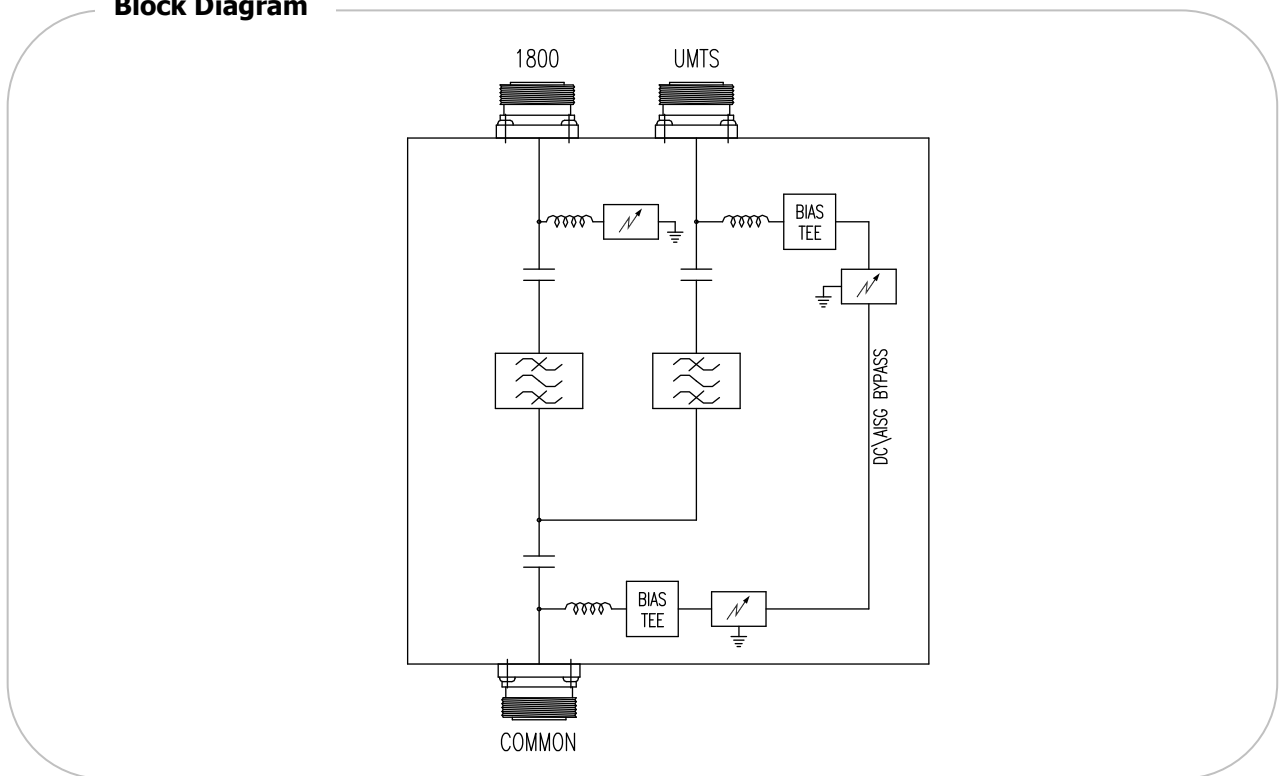 Block Diagram
1800
UMTS
BIAS
TEE
DC\AISG BYPASS
BIAS
TEE
COMMON